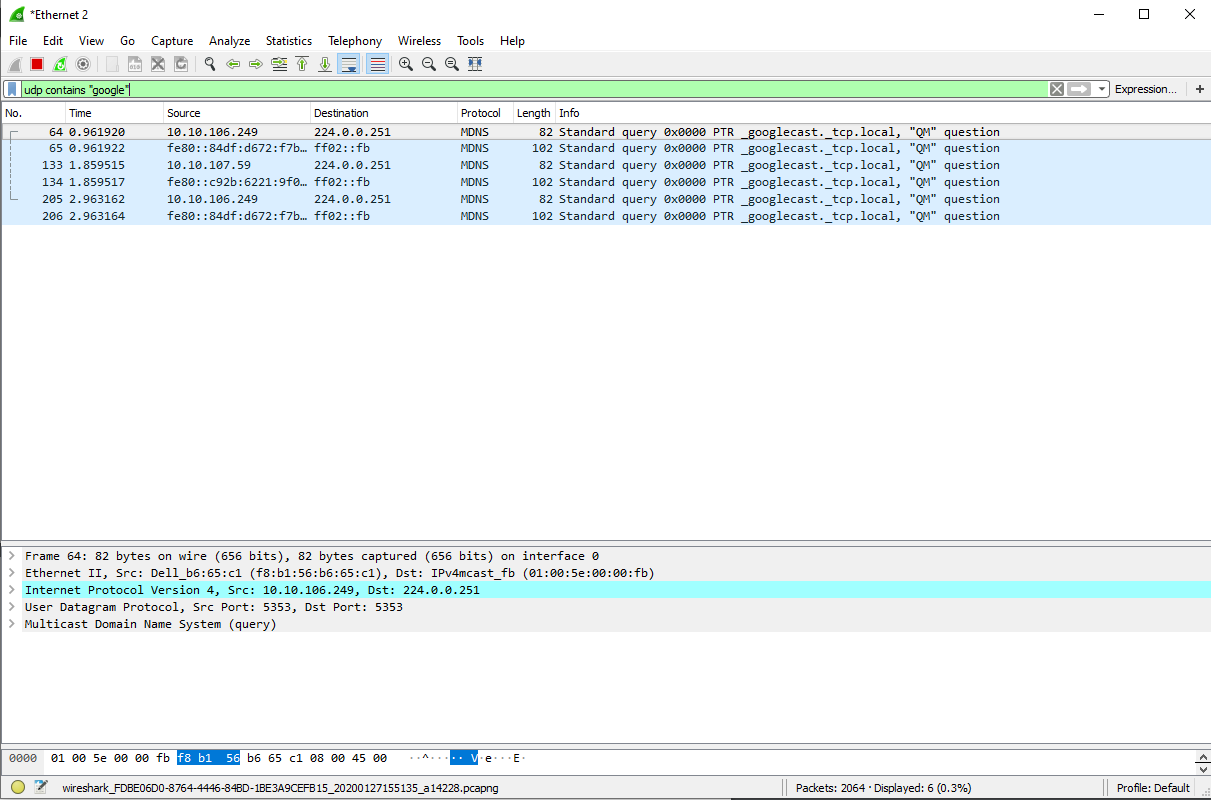 *Ethernet 2
File Edit View Go Capture Analyze Statistics Telephony Wireless Tools Help
udp contains "google"
Expression... +
No. Time Source Destination Protocol Length Info
64 0.961920 10.10.106.249 224.0.0.251 MDNS 82 Standard query 0x0000 PTR _googlecast._tcp.local, "QM" question
65 0.961922 fe80::84df:d672:f7b… ff02::fb MDNS 102 Standard query 0x0000 PTR _googlecast._tcp.local, "QM" question
133 1.859515 10.10.107.59 224.0.0.251 MDNS 82 Standard query 0x0000 PTR _googlecast._tcp.local, "QM" question
134 1.859517 fe80::c92b:6221:9f0… ff02::fb MDNS 102 Standard query 0x0000 PTR _googlecast._tcp.local, "QM" question
205 2.963162 10.10.106.249 224.0.0.251 MDNS 82 Standard query 0x0000 PTR _googlecast._tcp.local, "QM" question
206 2.963164 fe80::84df:d672:f7b… ff02::fb MDNS 102 Standard query 0x0000 PTR _googlecast._tcp.local, "QM" question
Frame 64: 82 bytes on wire (656 bits), 82 bytes captured (656 bits) on interface 0
Ethernet II, Src: Dell_b6:65:c1 (f8:b1:56:b6:65:c1), Dst: IPv4mcast_fb (01:00:5e:00:00:fb)
Internet Protocol Version 4, Src: 10.10.106.249, Dst: 224.0.0.251
User Datagram Protocol, Src Port: 5353, Dst Port: 5353
Multicast Domain Name System (query)
0000 01 00 5e 00 00 fb f8 b1 56 b6 65 c1 08 00 45 00 ··^····· V·e···E·
wireshark_FDBE06D0-8764-4446-84BD-1BE3A9CEFB15_20200127155135_a14228.pcapng
Packets: 2064 · Displayed: 6 (0.3%)
Profile: Default